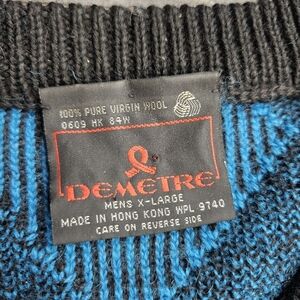 100% PURE VIRGIN WOOL
0609 HK 84W
DEMETRE
MENS X-LARGE
MADE IN HONG KONG WPL 9740
CARE ON REVERSE SIDE